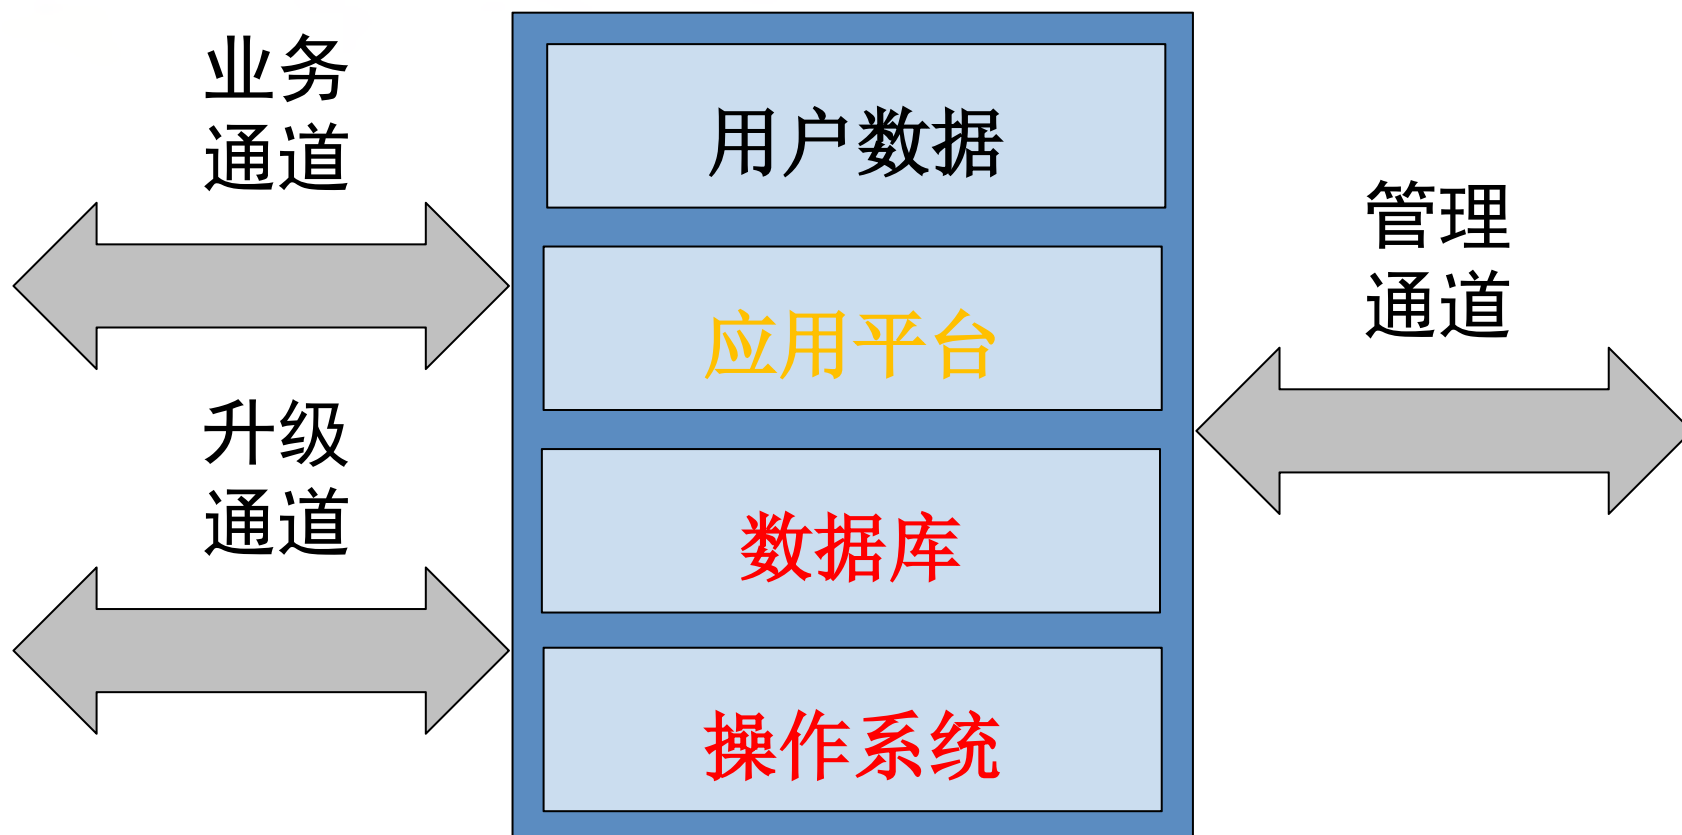 业务
通道
用户数据
管理
通道
应用平台
升级
通道
数据库
操作系统